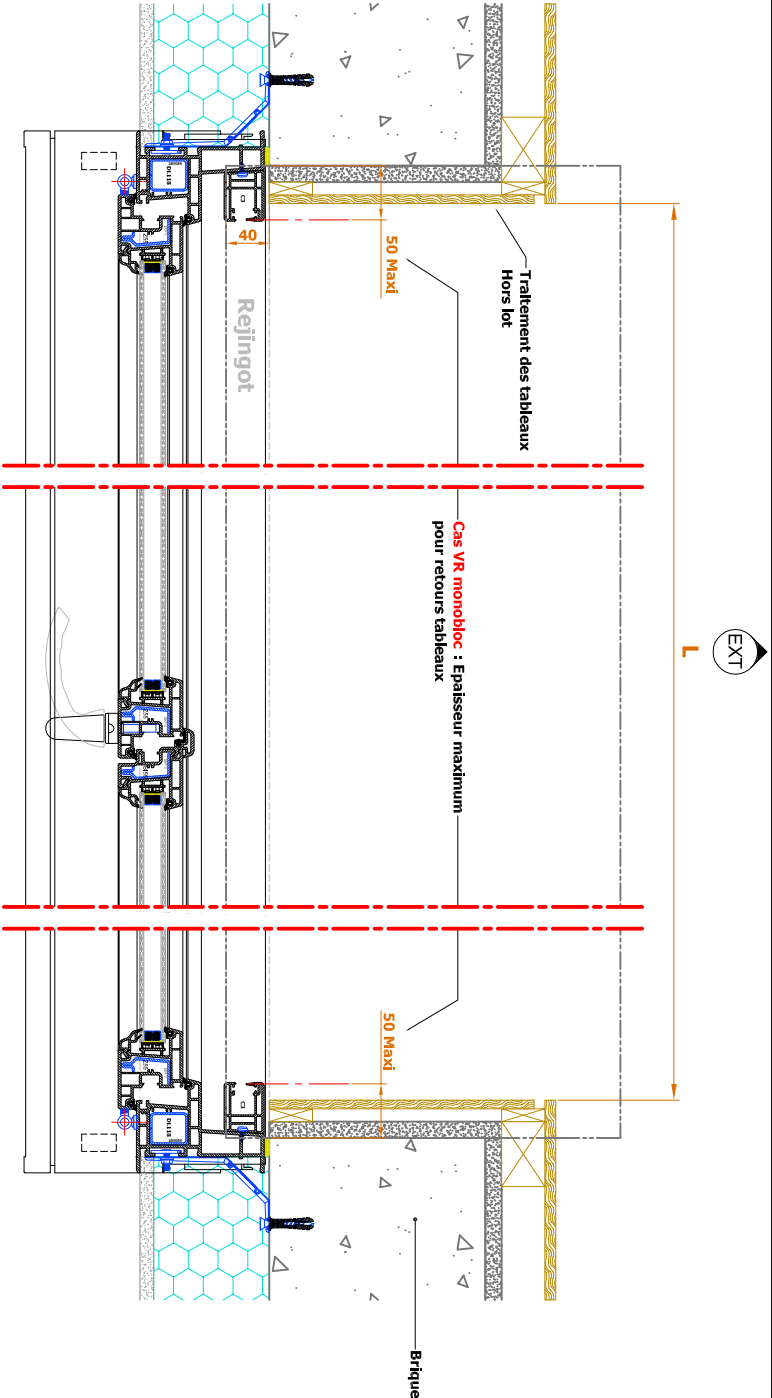 EXT
L
Traitement des tableaux
Hors lot
50 Maxi
40
Rejingot
Cas VR monobloc : Epaisseur maximum
pour retours tableaux
50 Maxi
Brique